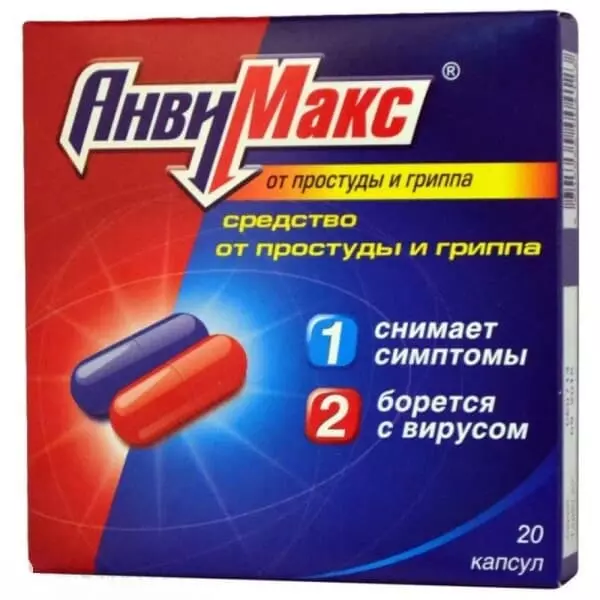 АнвиМакс®
от простуды и гриппа
средство
от простуды и гриппа
1 снимает
симптомы
2 борется
с вирусом
20
капсул